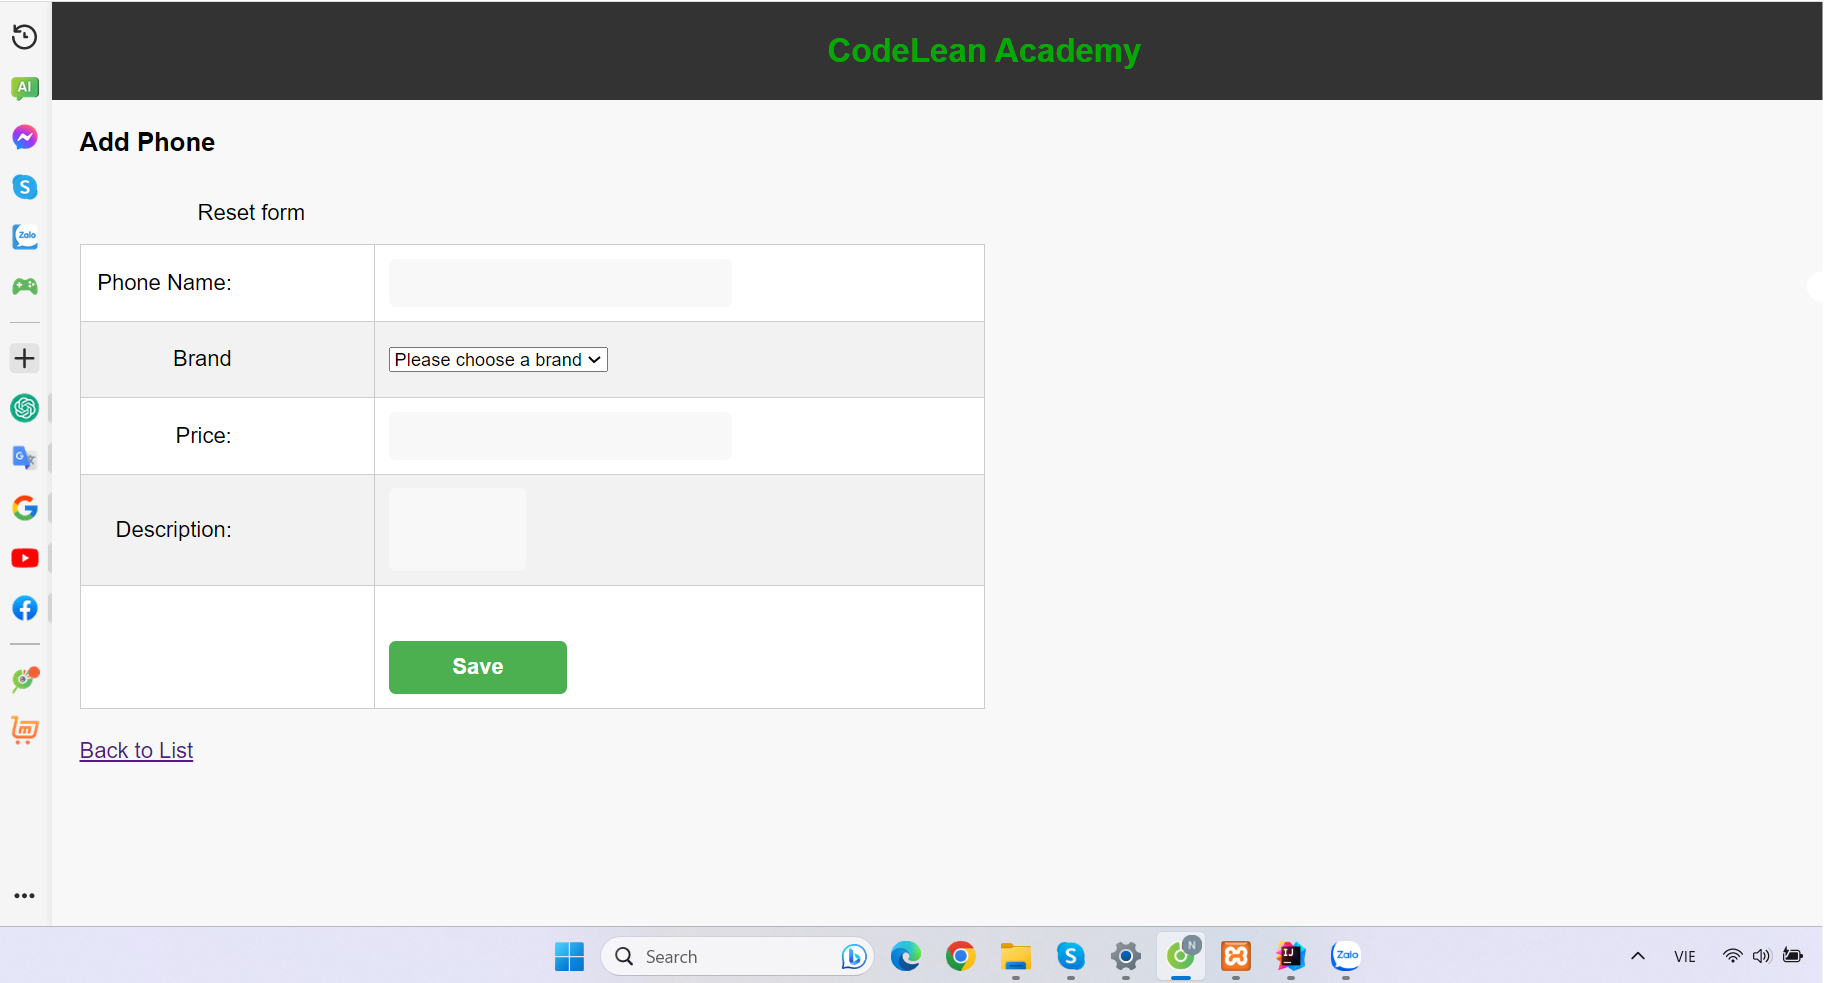 CodeLean Academy
AI
Add Phone
S
Reset form
Zalo
Phone Name:
Brand
Please choose a brand
Price:
G
Description:
Save
Back to List
Search
S
N
IJ
Zalo
VIE